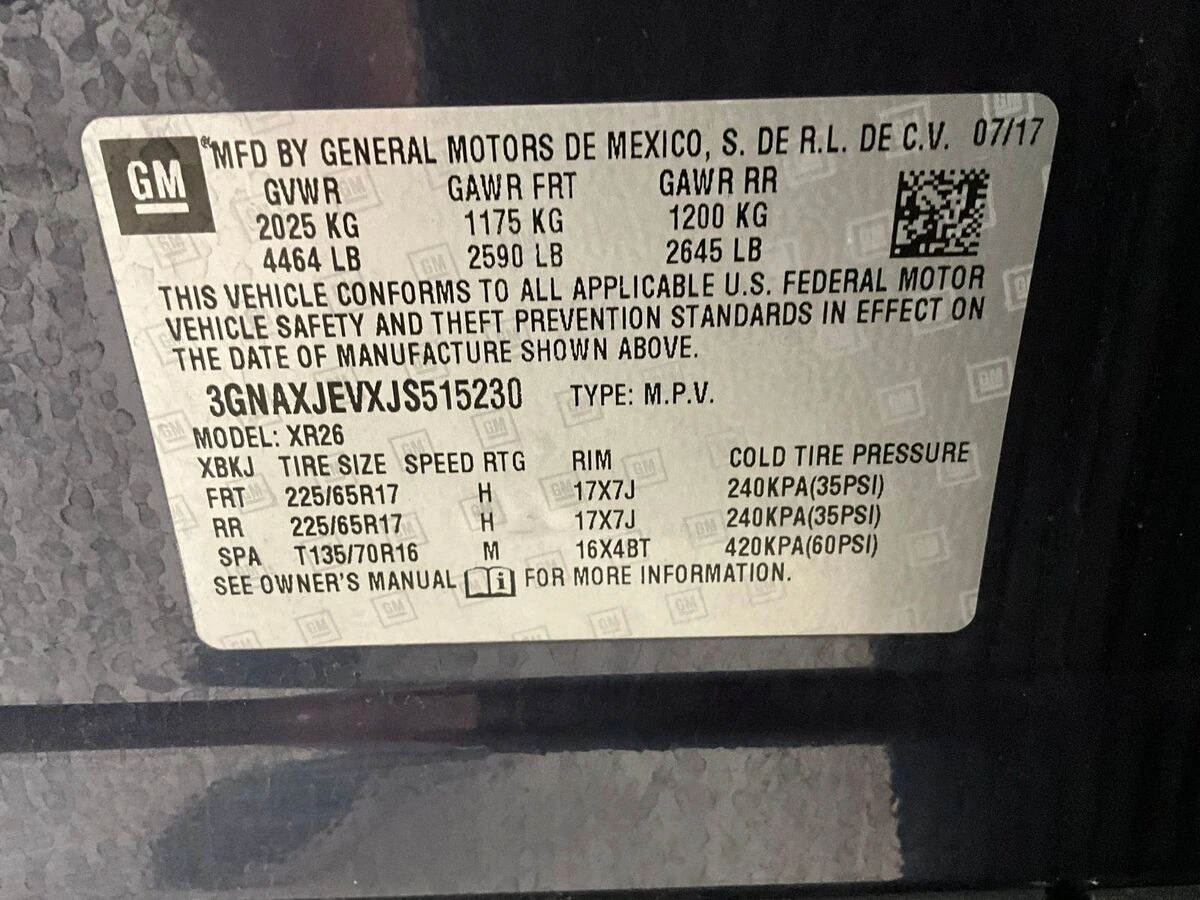 GM
MFD BY GENERAL MOTORS DE MEXICO, S. DE R.L. DE C.V. 07/17
GVWR GAWR FRT GAWR RR
2025 KG 1175 KG 1200 KG
4464 LB 2590 LB 2645 LB
THIS VEHICLE CONFORMS TO ALL APPLICABLE U.S. FEDERAL MOTOR
VEHICLE SAFETY AND THEFT PREVENTION STANDARDS IN EFFECT ON
THE DATE OF MANUFACTURE SHOWN ABOVE.
3GNAXJEVXJS515230 TYPE: M.P.V.
MODEL: XR26
XBKJ TIRE SIZE SPEED RTG RIM COLD TIRE PRESSURE
FRT 225/65R17 H 17X7J 240KPA(35PSI)
RR 225/65R17 H 17X7J 240KPA(35PSI)
SPA T135/70R16 M 16X4BT 420KPA(60PSI)
SEE OWNER'S MANUAL i FOR MORE INFORMATION.